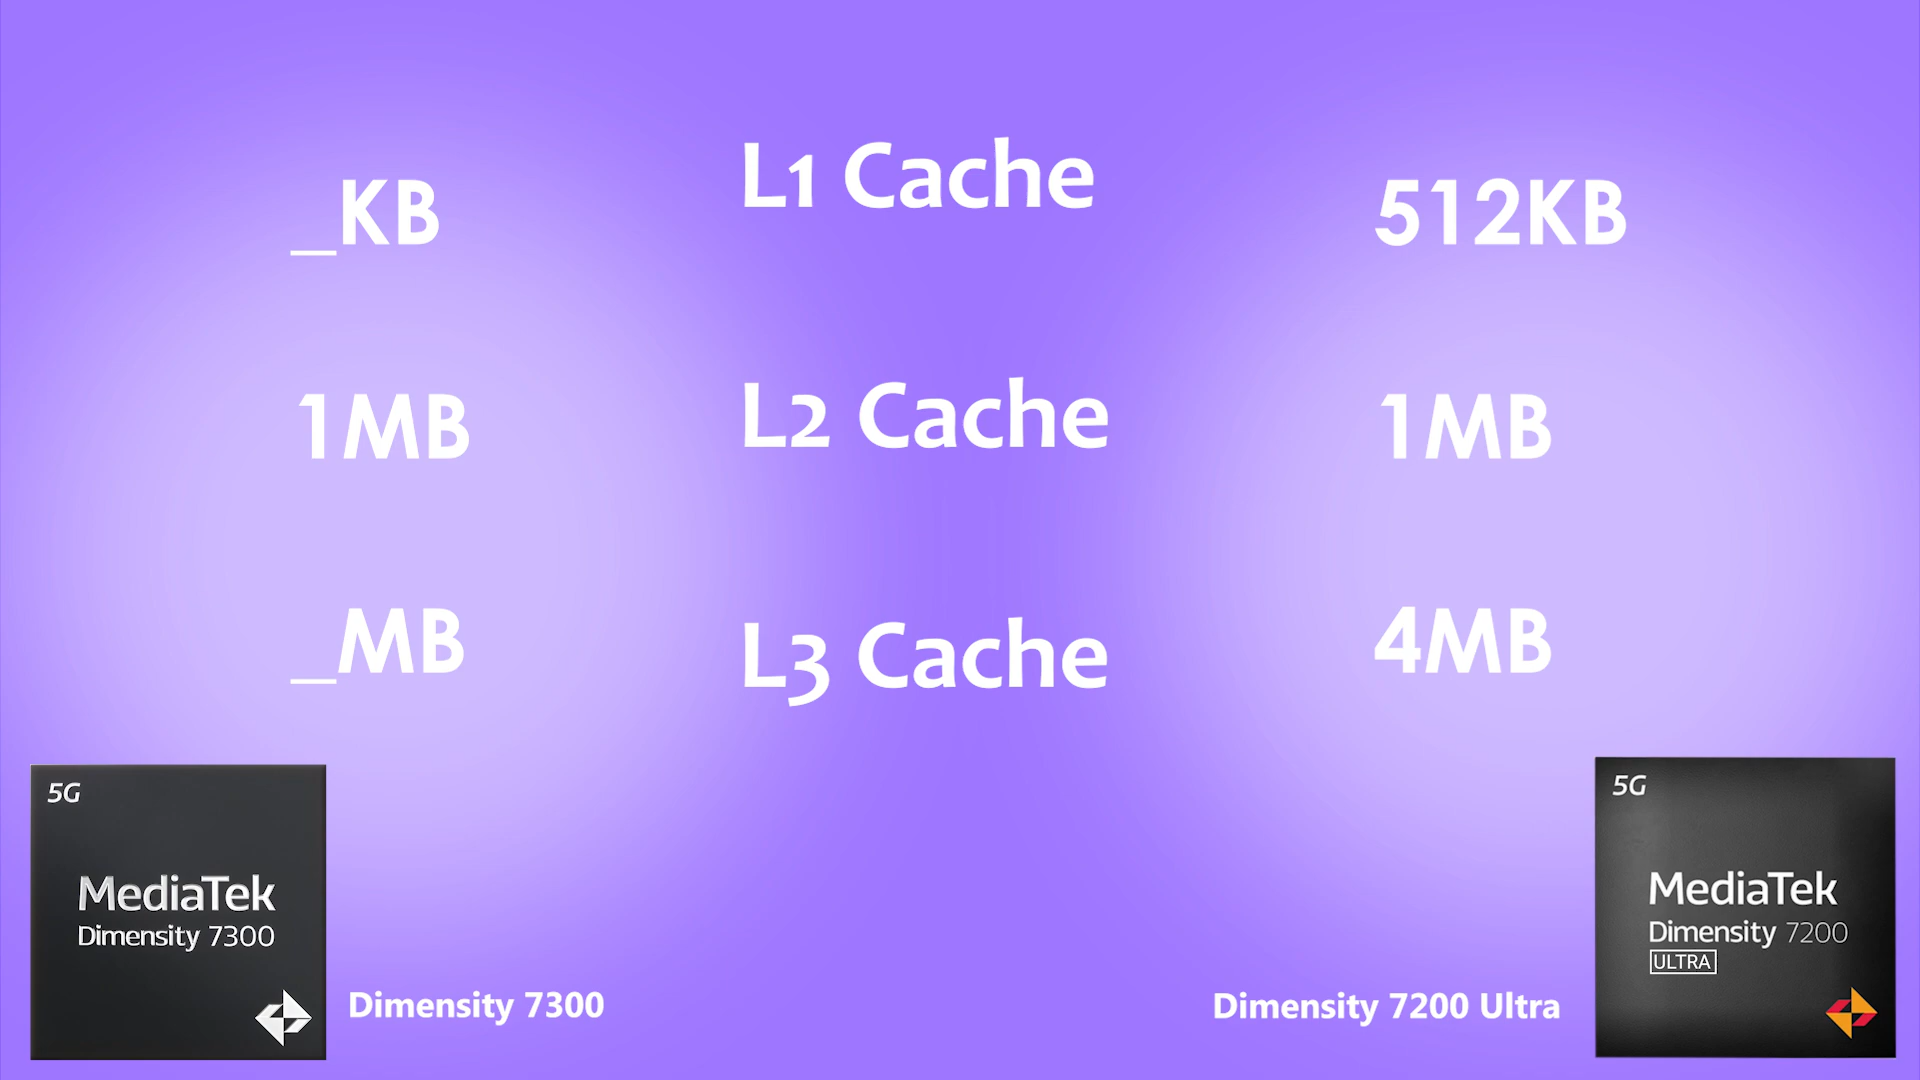 L1 Cache
_KB
512KB
L2 Cache
1MB
1MB
L3 Cache
_MB
4MB
5G
MediaTek
Dimensity 7300
Dimensity 7300
5G
MediaTek
Dimensity 7200
ULTRA
Dimensity 7200 Ultra